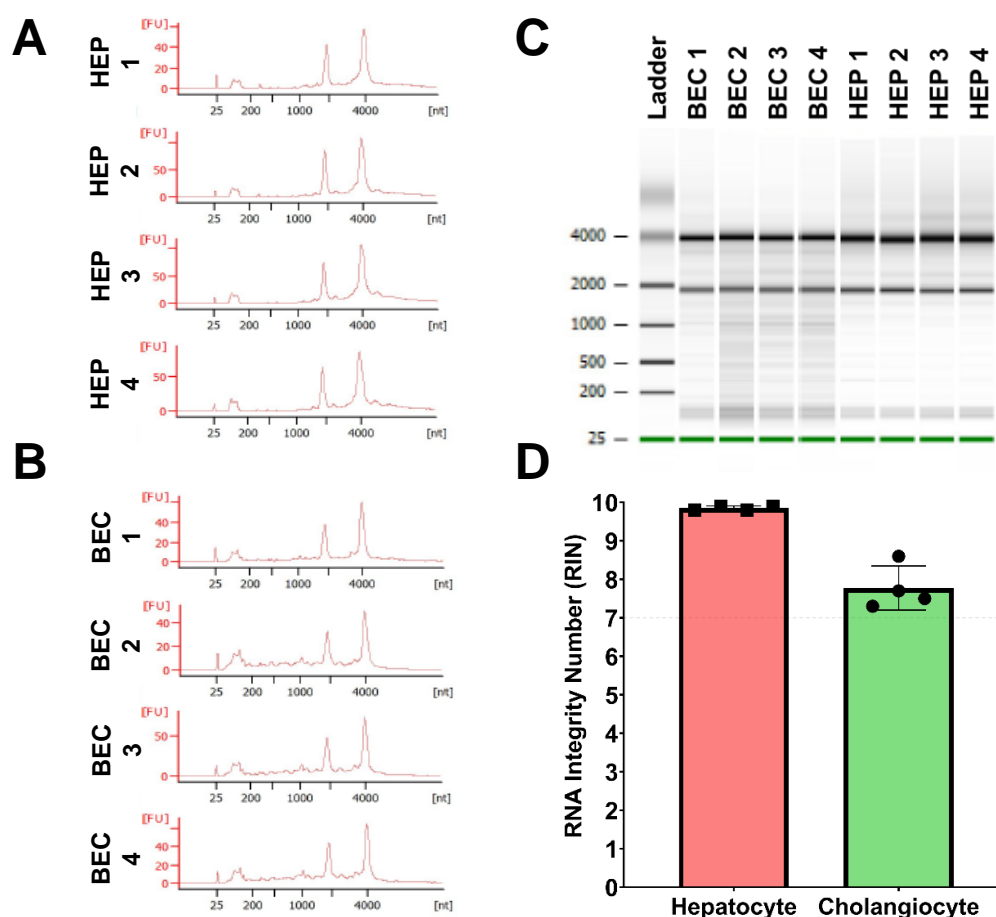 A
HEP 1
[FU]
40
20
0
25 200 1000 4000 [nt]
HEP 2
[FU]
50
0
25 200 1000 4000 [nt]
HEP 3
[FU]
50
0
25 200 1000 4000 [nt]
HEP 4
[FU]
50
0
25 200 1000 4000 [nt]
B
BEC 1
[FU]
40
20
0
25 200 1000 4000 [nt]
BEC 2
[FU]
40
20
0
25 200 1000 4000 [nt]
BEC 3
[FU]
50
0
25 200 1000 4000 [nt]
BEC 4
[FU]
50
20
0
25 200 1000 4000 [nt]
C
Ladder
BEC 1
BEC 2
BEC 3
BEC 4
HEP 1
HEP 2
HEP 3
HEP 4
4000
2000
1000
500
200
25
D
RNA Integrity Number (RIN)
10
9
8
7
6
5
4
3
2
1
0
Hepatocyte Cholangiocyte